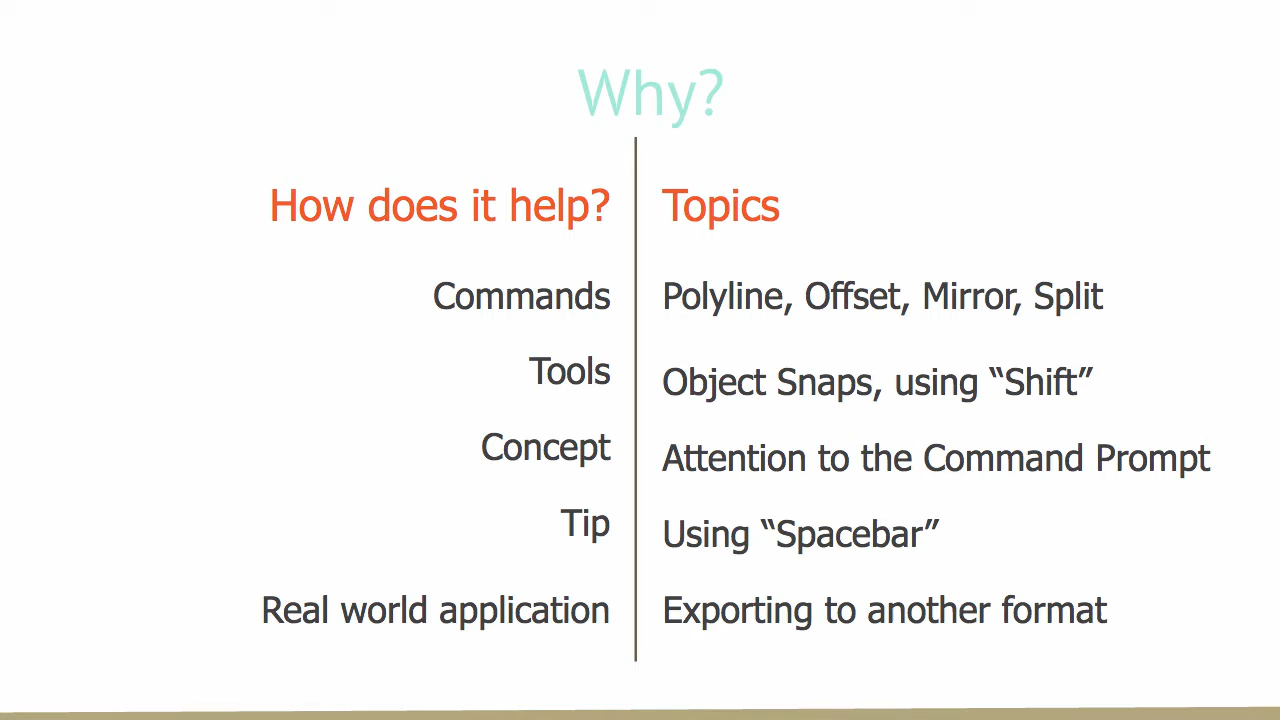 Why?
How does it help?
Topics
Commands
Polyline, Offset, Mirror, Split
Tools
Object Snaps, using “Shift”
Concept
Attention to the Command Prompt
Tip
Using “Spacebar”
Real world application
Exporting to another format